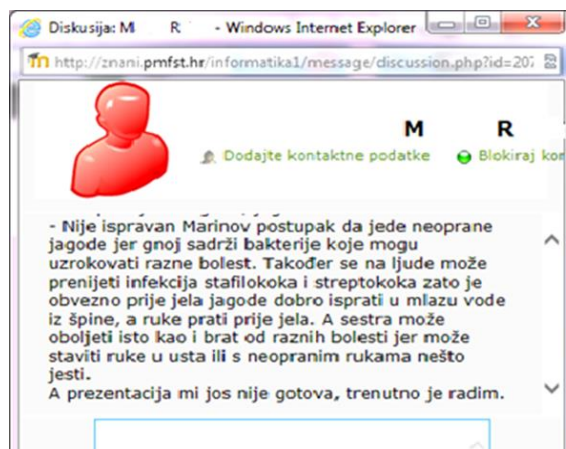 Diskusija: M R - Windows Internet Explorer
http://znani.pmfst.hr/informatika1/message/discussion.php?id=207
M R
Dodajte kontaktne podatke Blokiraj kon
- Nije ispravan Marinov postupak da jede neoprane
jagode jer gnoj sadrži bakterije koje mogu
uzrokovati razne bolest. Također se na ljude može
prenijeti infekcija stafilokoka i streptokoka zato je
obvezno prije jela jagode dobro isprati u mlazu vode
iz špine, a ruke prati prije jela. A sestra može
oboljeti isto kao i brat od raznih bolesti jer može
staviti ruke u usta ili s neopranim rukama nešto
jesti.
A prezentacija mi jos nije gotova, trenutno je radim.